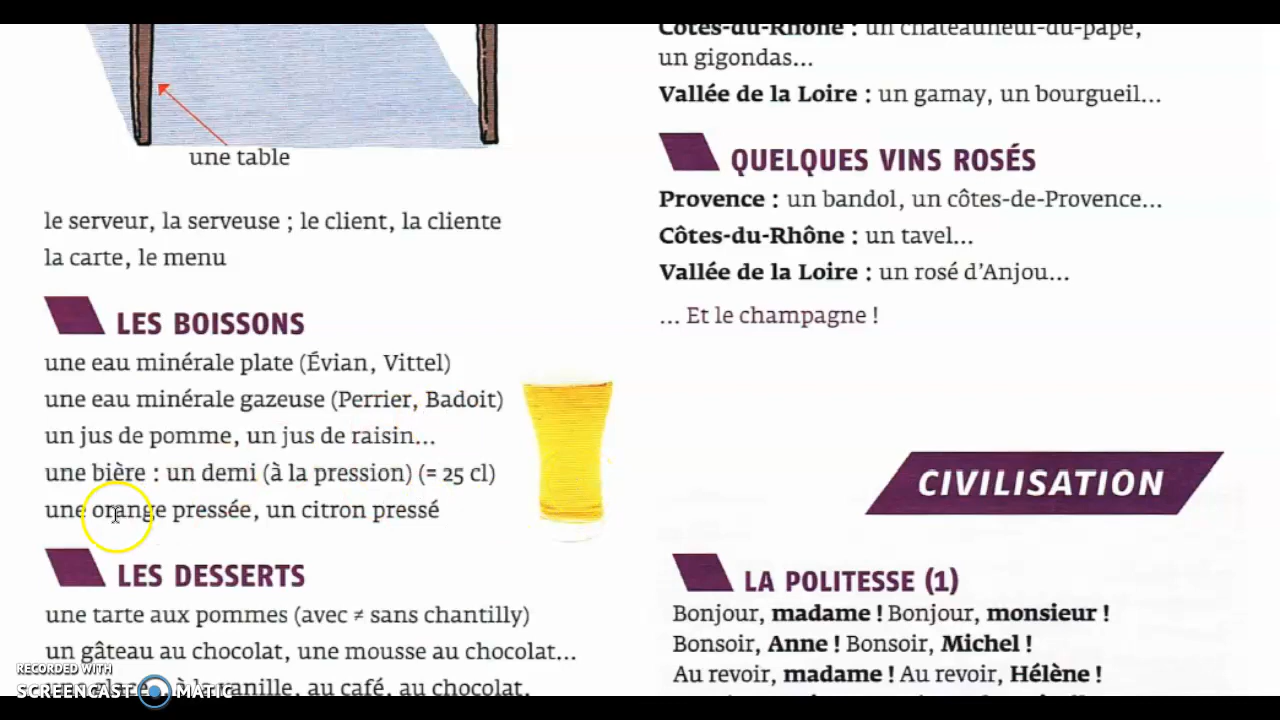 une table
le serveur, la serveuse ; le client, la cliente
la carte, le menu
LES BOISSONS
une eau minérale plate (Évian, Vittel)
une eau minérale gazeuse (Perrier, Badoit)
un jus de pomme, un jus de raisin...
une bière : un demi (à la pression) (= 25 cl)
une orange pressée, un citron pressé
LES DESSERTS
une tarte aux pommes (avec ≠ sans chantilly)
un gâteau au chocolat, une mousse au chocolat...
à la vanille, au café, au chocolat,
Côtes-du-Rhône : un châteauneuf-du-pape,
un gigondas...
Vallée de la Loire : un gamay, un bourgueil...
QUELQUES VINS ROSÉS
Provence : un bandol, un côtes-de-Provence...
Côtes-du-Rhône : un tavel...
Vallée de la Loire : un rosé d'Anjou...
... Et le champagne !
CIVILISATION
LA POLITESSE (1)
Bonjour, madame ! Bonjour, monsieur !
Bonsoir, Anne ! Bonsoir, Michel !
Au revoir, madame ! Au revoir, Hélène !
RECORDED WITH
SCREENCAST MATIC